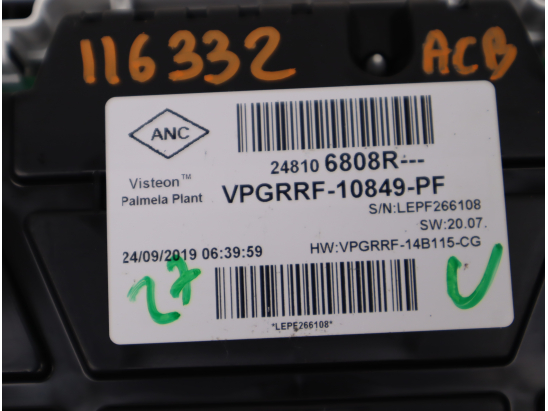 116332 ACB
ANC
24810 6808R---
Visteon™
Palmela Plant
VPGRRF-10849-PF
S/N:LEPF266108
SW:20.07.
24/09/2019 06:39:59
HW:VPGRRF-14B115-CG
27
*LEPF266108*